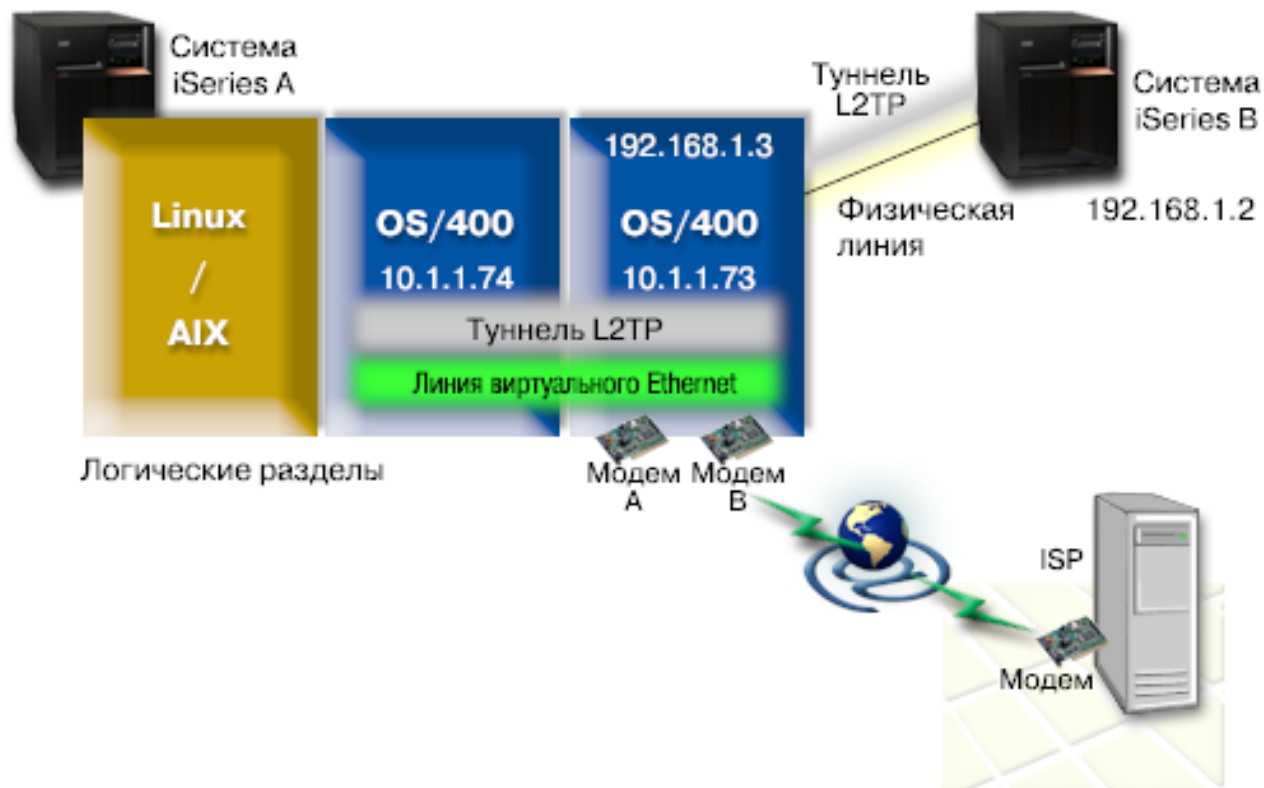 Система
iSeries A
Туннель
L2TP
Система
iSeries B
192.168.1.3
Физическая
линия
192.168.1.2
Linux
/
AIX
OS/400
10.1.1.74
OS/400
10.1.1.73
Туннель L2TP
Линия виртуального Ethernet
Логические разделы
Модем
A
Модем
B
ISP
Модем